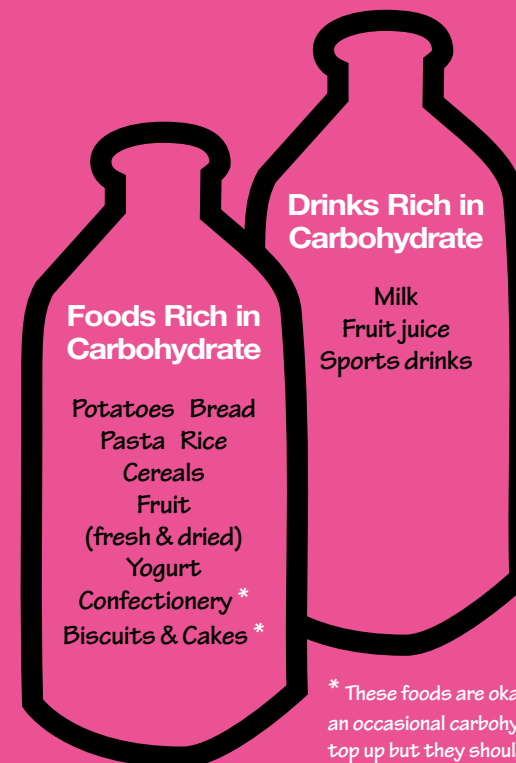 Drinks Rich in
Carbohydrate
Milk
Fruit juice
Sports drinks
Foods Rich in
Carbohydrate
Potatoes Bread
Pasta Rice
Cereals
Fruit
(fresh & dried)
Yogurt
Confectionery *
Biscuits & Cakes *
* These foods are oka
an occasional carbohy
top up but they shoul